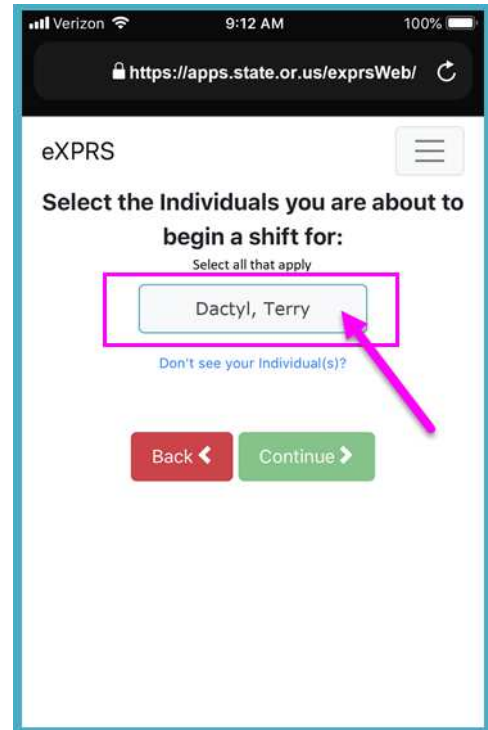 Verizon 9:12 AM 100%
https://apps.state.or.us/exprsWeb/
eXPRS
Select the Individuals you are about to
begin a shift for:
Select all that apply
Dactyl, Terry
Don't see your Individual(s)?
Back Continue